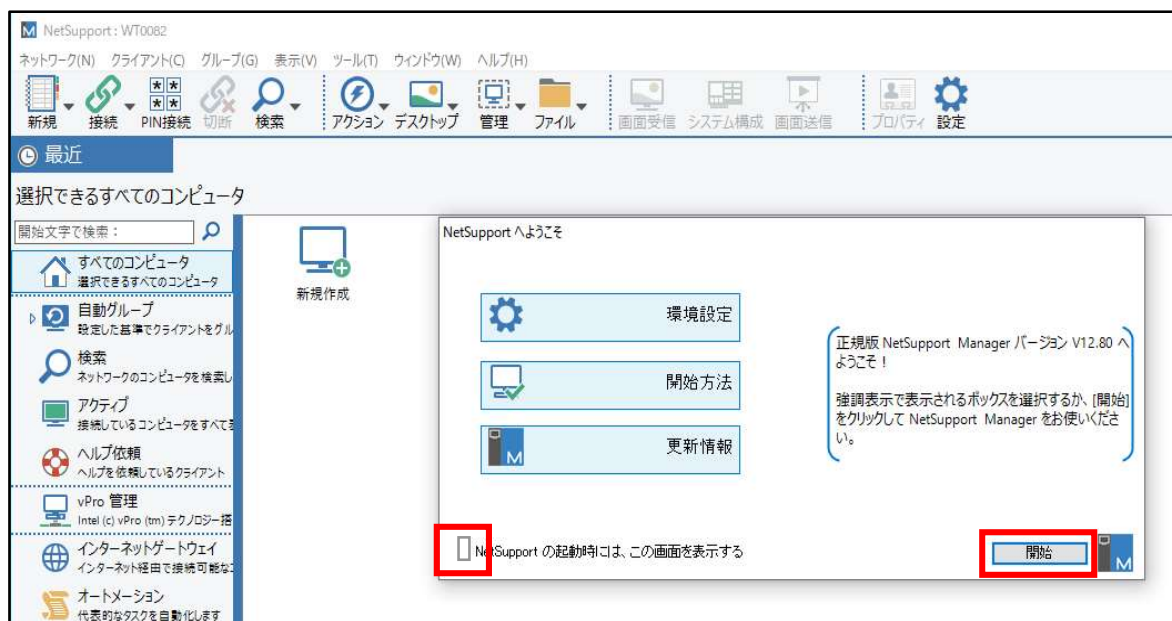 NetSupport : WT0082
ネットワーク(N) クライアント(C) グループ(G) 表示(V) ツール(T) ウィンドウ(W) ヘルプ(H)
新規 接続 PIN接続 切断 検索 アクション デスクトップ 管理 ファイル 画面受信 システム構成 画面送信 プロパティ 設定
最近
選択できるすべてのコンピュータ
開始文字で検索：
すべてのコンピュータ
選択できるすべてのコンピュータ
自動グループ
設定した基準でクライアントをグル
検索
ネットワークのコンピュータを検索し
アクティブ
接続しているコンピュータをすべて
ヘルプ依頼
ヘルプを依頼しているクライアント
vPro 管理
Intel (c) vPro (tm) テクノロジー搭
インターネットゲートウェイ
インターネット経由で接続可能な
オートメーション
代表的なタスクを自動化します
新規作成
NetSupport へようこそ
環境設定
開始方法
更新情報
正規版 NetSupport Manager バージョン V12.80 へ
ようこそ！
強調表示で表示されるボックスを選択するか、[開始]
をクリックして NetSupport Manager をお使いくださ
い。
NetSupport の起動時には、この画面を表示する
開始
M